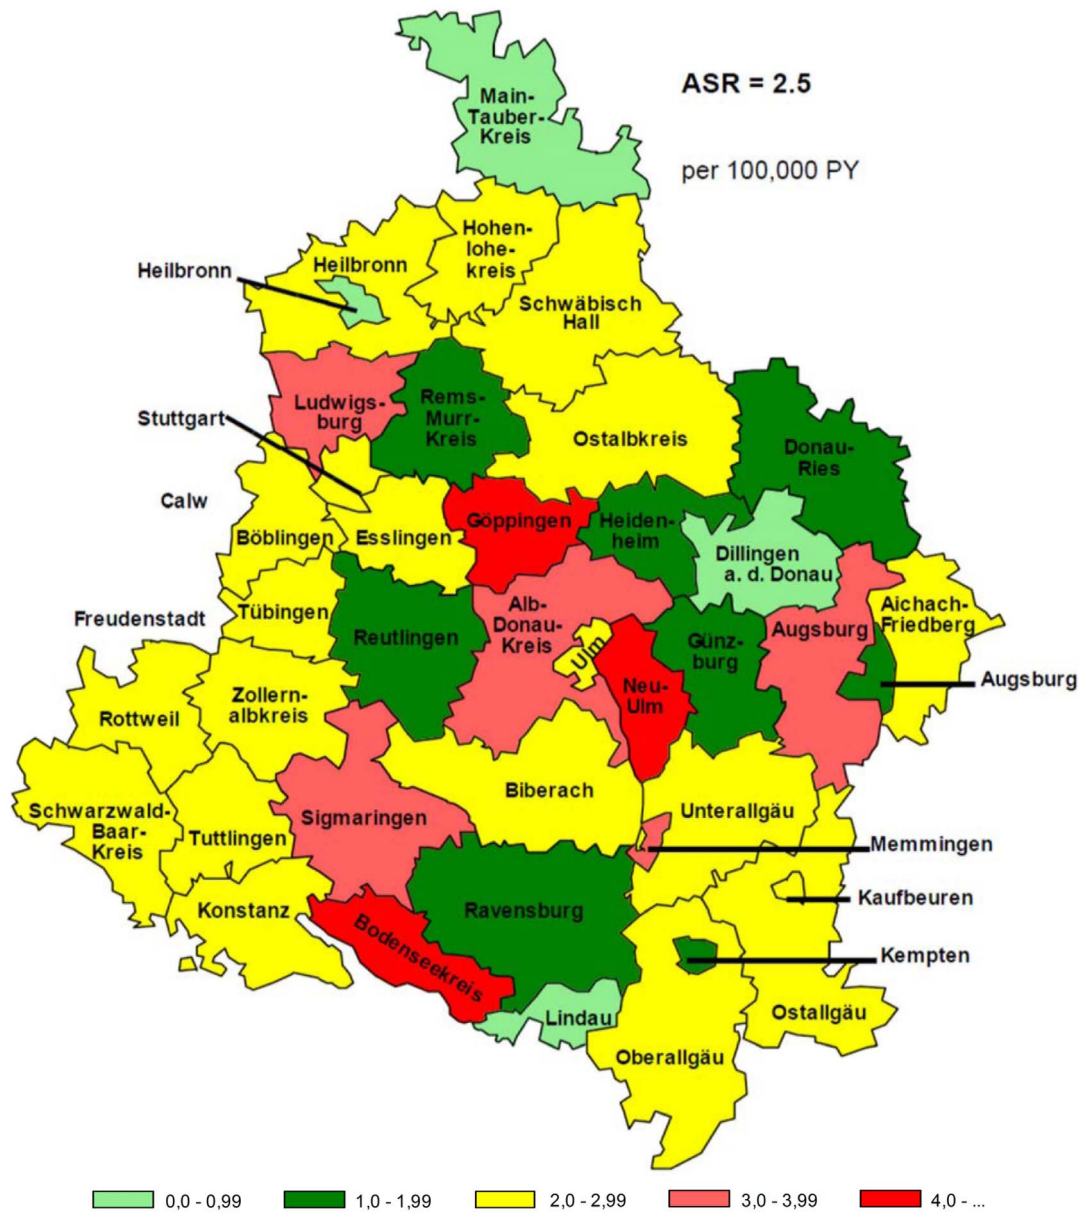 Main-
Tauber-
Kreis
ASR = 2.5
per 100,000 PY
Hohen-
lohe-
kreis
Heilbronn
Heilbronn
Schwäbisch
Hall
Ludwigs-
burg
Rems-
Murr-
Kreis
Stuttgart
Ostalbkreis
Donau-
Ries
Calw
Göppingen
Heiden-
heim
Böblingen
Esslingen
Dillingen
a. d. Donau
Tübingen
Freudenstadt
Reutlingen
Alb-
Donau-
Kreis
Ulm
Günz-
burg
Augsburg
Aichach-
Friedberg
Augsburg
Neu-
Ulm
Zollern-
albkreis
Rottweil
Biberach
Unterallgäu
Schwarzwald-
Baar-
Kreis
Tuttlingen
Sigmaringen
Memmingen
Kaufbeuren
Konstanz
Ravensburg
Bodenseekreis
Kempten
Lindau
Ostallgäu
Oberallgäu
0,0 - 0,99
1,0 - 1,99
2,0 - 2,99
3,0 - 3,99
4,0 - ...